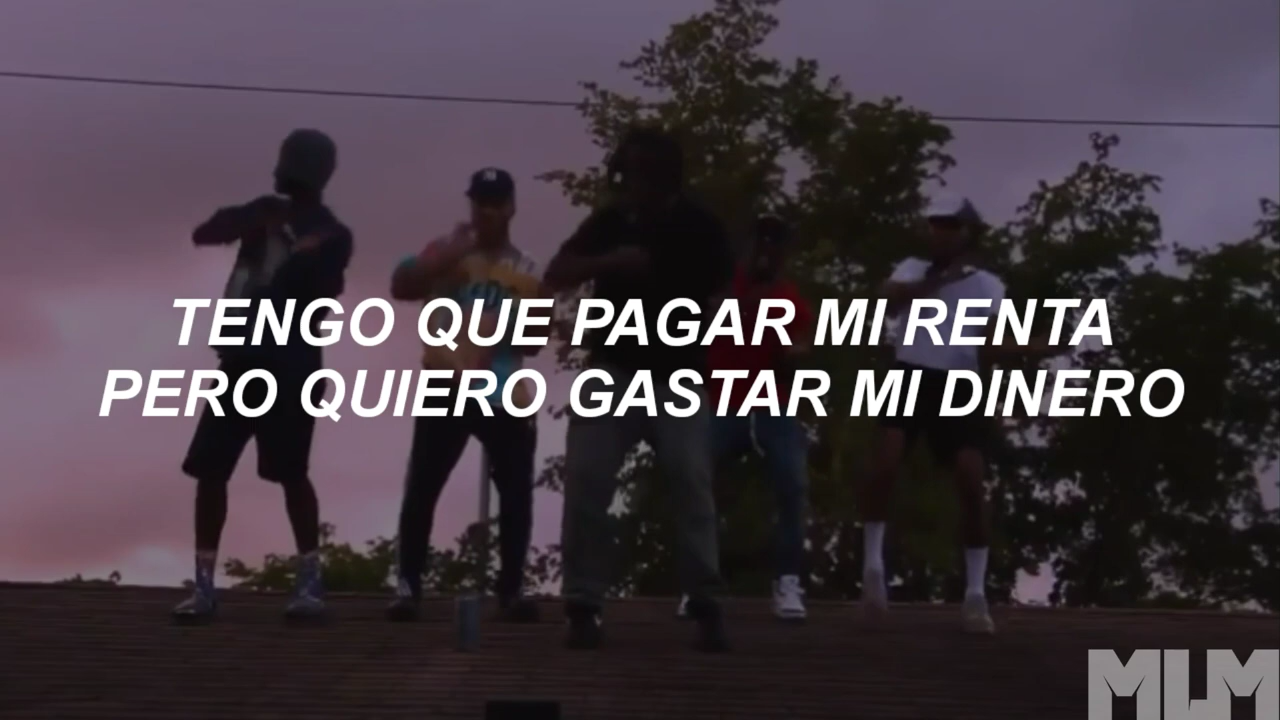 TENGO QUE PAGAR MI RENTA
PERO QUIERO GASTAR MI DINERO
MLM